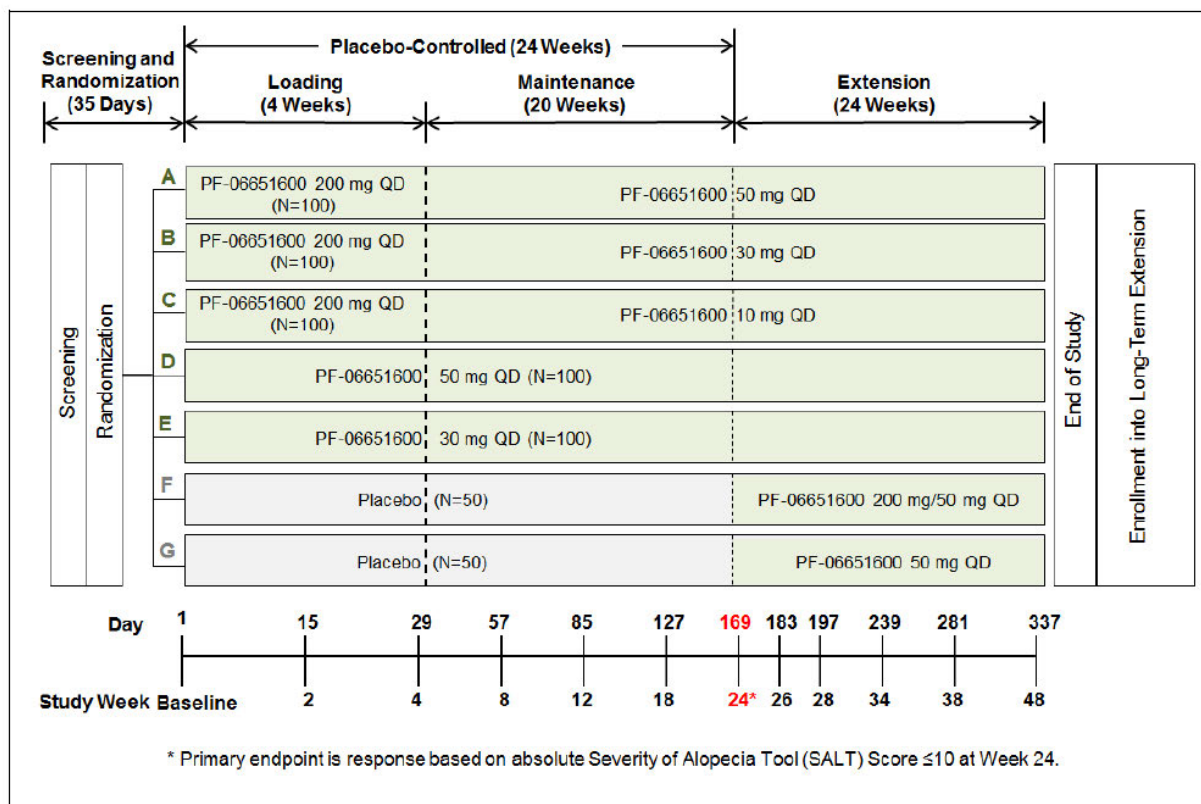 Screening and
Randomization
(35 Days)
Placebo-Controlled (24 Weeks)
Loading
(4 Weeks)
Maintenance
(20 Weeks)
Extension
(24 Weeks)
Screening
Randomization
A
PF-06651600 200 mg QD
(N=100)
PF-06651600 50 mg QD
B
PF-06651600 200 mg QD
(N=100)
PF-06651600 30 mg QD
C
PF-06651600 200 mg QD
(N=100)
PF-06651600 10 mg QD
D
PF-06651600 50 mg QD (N=100)
E
PF-06651600 30 mg QD (N=100)
F
Placebo (N=50)
PF-06651600 200 mg/50 mg QD
G
Placebo (N=50)
PF-06651600 50 mg QD
End of Study
Enrollment into Long-Term Extension
Day 1 15 29 57 85 127 169 183 197 239 281 337
Study Week Baseline 2 4 8 12 18 24* 26 28 34 38 48
* Primary endpoint is response based on absolute Severity of Alopecia Tool (SALT) Score ≤10 at Week 24.